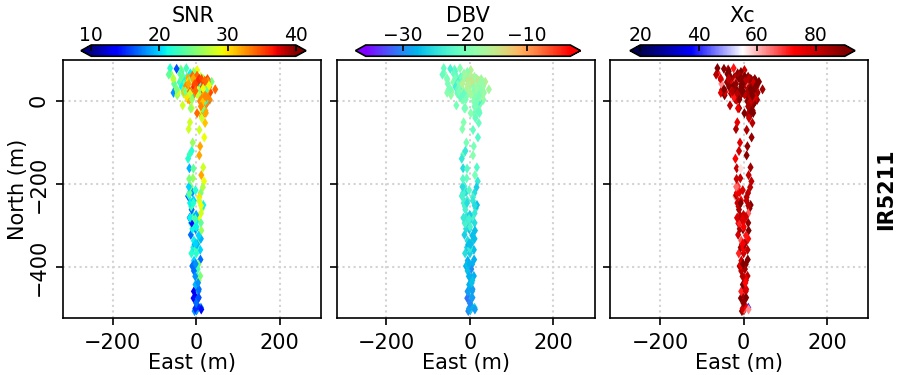 SNR DBV Xc
10 20 30 40 −30 −20 −10 20 40 60 80
0
−200
−400
North (m)
IR5211
−200 0 200 −200 0 200 −200 0 200
East (m) East (m) East (m)